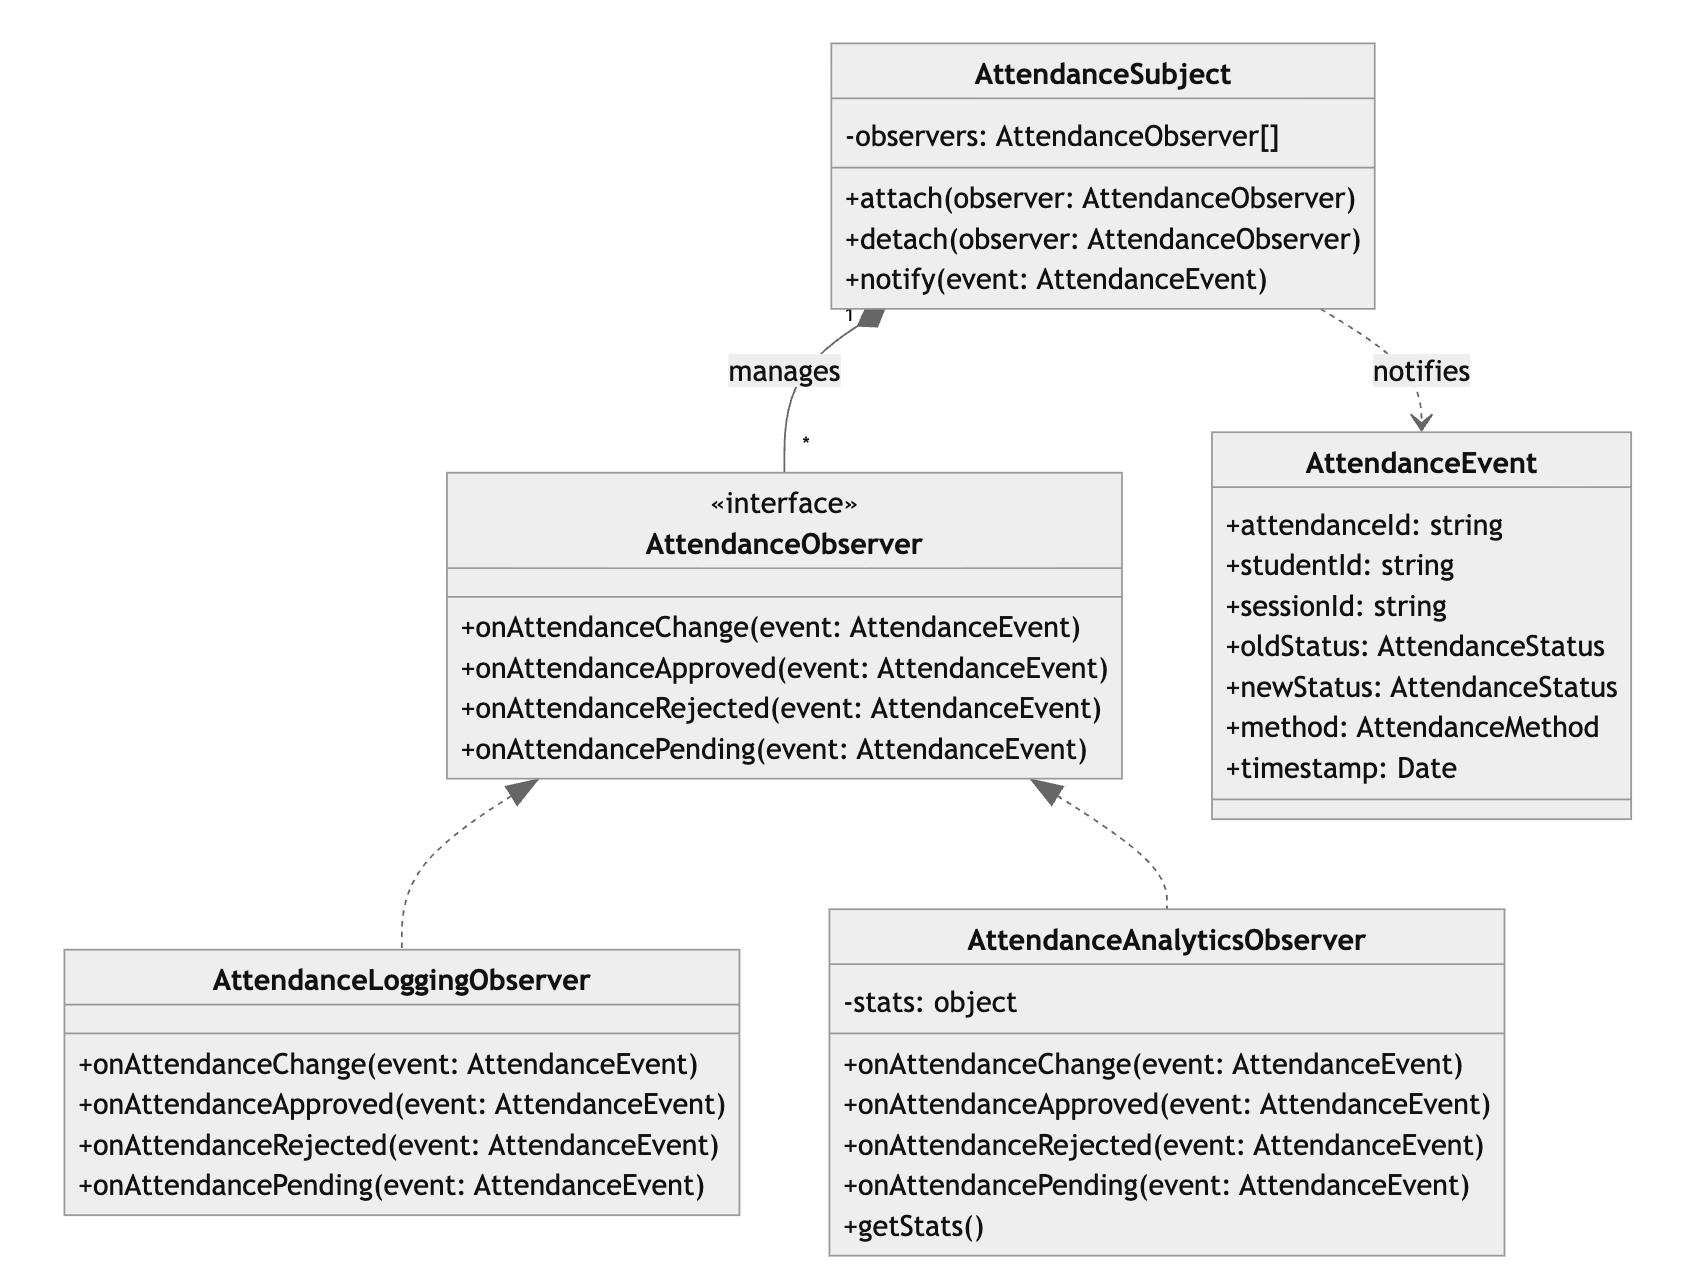 AttendanceSubject
-observers: AttendanceObserver[]
+attach(observer: AttendanceObserver)
+detach(observer: AttendanceObserver)
+notify(event: AttendanceEvent)
1
manages
*
notifies
«interface»
AttendanceObserver
+onAttendanceChange(event: AttendanceEvent)
+onAttendanceApproved(event: AttendanceEvent)
+onAttendanceRejected(event: AttendanceEvent)
+onAttendancePending(event: AttendanceEvent)
AttendanceEvent
+attendanceId: string
+studentId: string
+sessionId: string
+oldStatus: AttendanceStatus
+newStatus: AttendanceStatus
+method: AttendanceMethod
+timestamp: Date
AttendanceLoggingObserver
+onAttendanceChange(event: AttendanceEvent)
+onAttendanceApproved(event: AttendanceEvent)
+onAttendanceRejected(event: AttendanceEvent)
+onAttendancePending(event: AttendanceEvent)
AttendanceAnalyticsObserver
-stats: object
+onAttendanceChange(event: AttendanceEvent)
+onAttendanceApproved(event: AttendanceEvent)
+onAttendanceRejected(event: AttendanceEvent)
+onAttendancePending(event: AttendanceEvent)
+getStats()